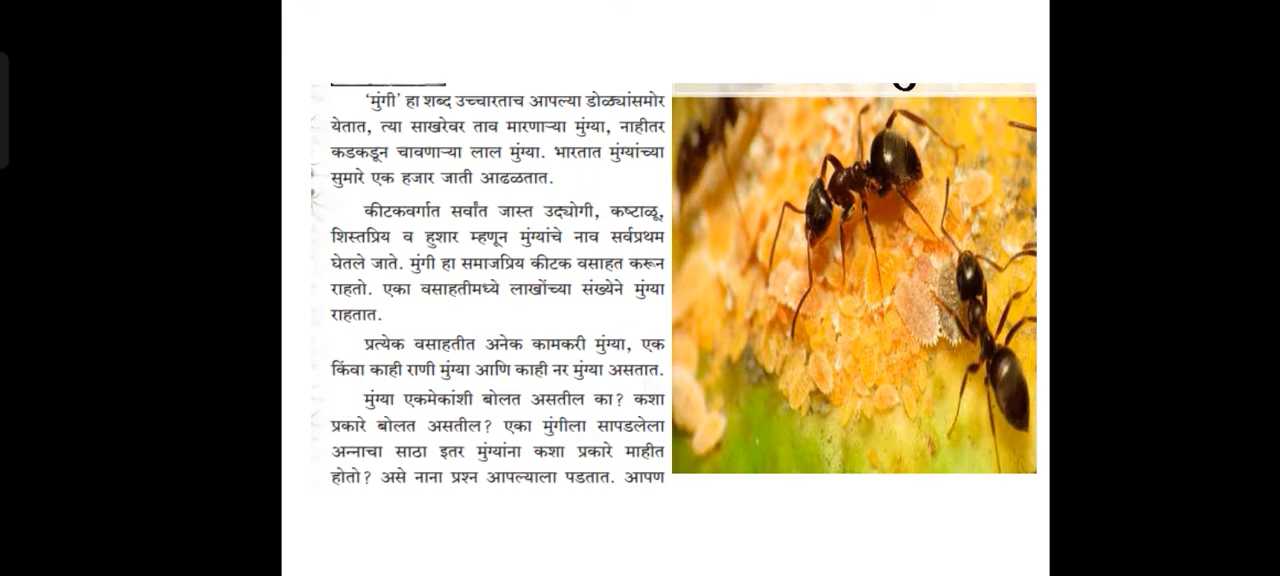 'मुंगी' हा शब्द उच्चारताच आपल्या डोळ्यांसमोर
येतात, त्या साखरेवर ताव मारणाऱ्या मुंग्या, नाहीतर
कडकडून चावणाऱ्या लाल मुंग्या. भारतात मुंग्यांच्या
सुमारे एक हजार जाती आढळतात.
कीटकवर्गात सर्वांत जास्त उद्योगी, कष्टाळू,
शिस्तप्रिय व हुशार म्हणून मुंग्यांचे नाव सर्वप्रथम
घेतले जाते. मुंगी हा समाजप्रिय कीटक वसाहत करून
राहतो. एका वसाहतीमध्ये लाखोंच्या संख्येने मुंग्या
राहतात.
प्रत्येक वसाहतीत अनेक कामकरी मुंग्या, एक
किंवा काही राणी मुंग्या आणि काही नर मुंग्या असतात.
मुंग्या एकमेकांशी बोलत असतील का? कशा
प्रकारे बोलत असतील? एका मुंगीला सापडलेला
अन्नाचा साठा इतर मुंग्यांना कशा प्रकारे माहीत
होतो? असे नाना प्रश्न आपल्याला पडतात. आपण